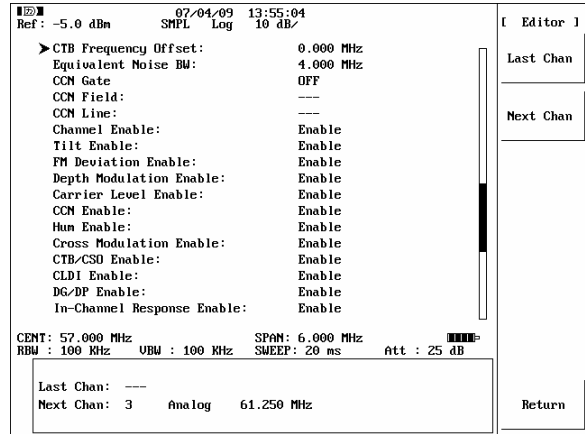 07/04/09 13:55:04
Ref: -5.0 dBm SMPL Log 10 dB/
CTB Frequency Offset: 0.000 MHz
Equivalent Noise BW: 4.000 MHz
CCN Gate OFF
CCN Field: ---
CCN Line: ---
Channel Enable: Enable
Tilt Enable: Enable
FM Deviation Enable: Enable
Depth Modulation Enable: Enable
Carrier Level Enable: Enable
CCN Enable: Enable
Hum Enable: Enable
Cross Modulation Enable: Enable
CTB/CSO Enable: Enable
CLDI Enable: Enable
DG/DP Enable: Enable
In-Channel Response Enable: Enable
CENT: 57.000 MHz SPAN: 6.000 MHz
RBW : 100 KHz VBW : 100 KHz SWEEP: 20 ms Att : 25 dB
Last Chan: ---
Next Chan: 3 Analog 61.250 MHz
[ Editor ]
Last Chan
Next Chan
Return